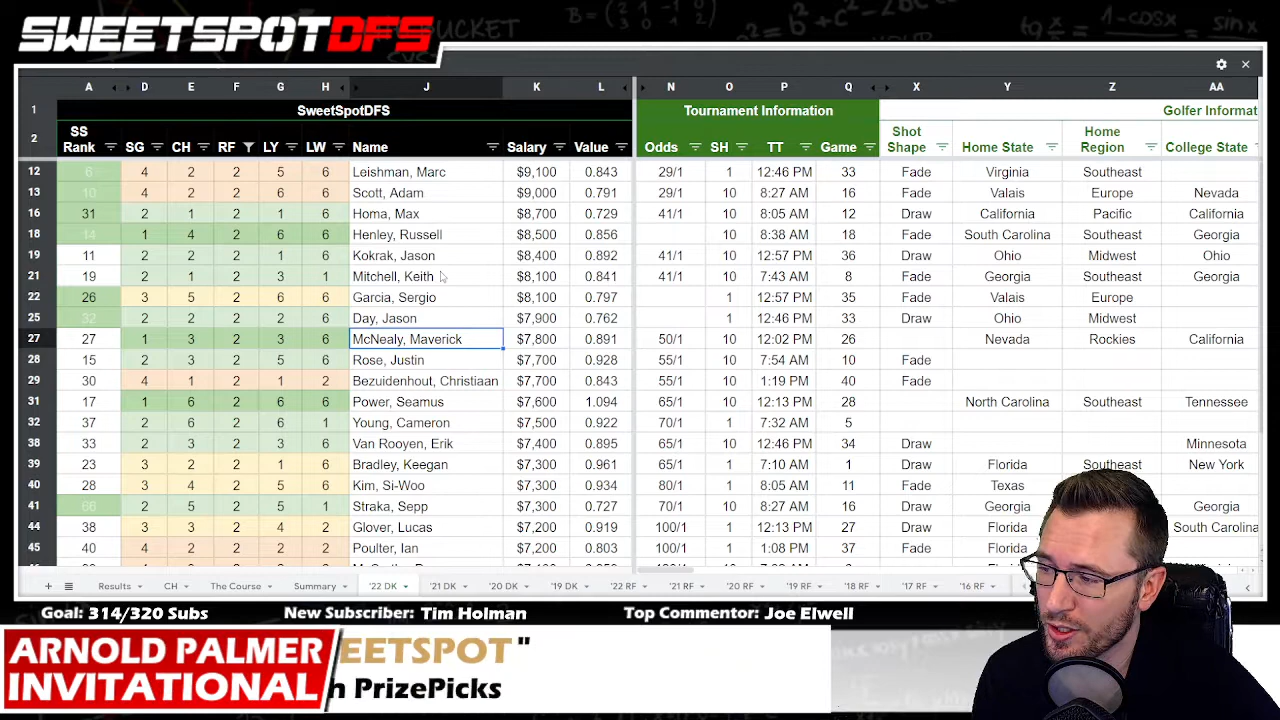 SWEETSPOTDFS
A D E F G H J K L N O P Q X Y Z AA
1 SweetSpotDFS Tournament Information Golfer Informat
2 SS Rank SG CH RF LY LW Name Salary Value Odds SH TT Game Shot Shape Home State Home Region College State
12 6 4 2 2 5 6 Leishman, Marc $9,100 0.843 29/1 1 12:46 PM 33 Fade Virginia Southeast
13 10 4 2 2 6 6 Scott, Adam $9,000 0.791 29/1 10 8:27 AM 16 Fade Valais Europe Nevada
16 31 2 1 2 1 6 Homa, Max $8,700 0.729 41/1 10 8:05 AM 12 Draw California Pacific California
18 14 1 4 2 6 6 Henley, Russell $8,500 0.856 10 8:38 AM 18 Fade South Carolina Southeast Georgia
19 11 2 2 2 1 6 Kokrak, Jason $8,400 0.892 41/1 1 12:57 PM 36 Draw Ohio Midwest Ohio
21 19 2 1 2 3 1 Mitchell, Keith $8,100 0.841 41/1 10 7:43 AM 8 Fade Georgia Southeast Georgia
22 26 3 5 2 6 6 Garcia, Sergio $8,100 0.797 1 12:57 PM 35 Fade Valais Europe
25 32 2 2 2 2 6 Day, Jason $7,900 0.762 1 12:46 PM 33 Draw Ohio Midwest
27 27 1 3 2 3 6 McNealy, Maverick $7,800 0.891 50/1 10 12:02 PM 26 Nevada Rockies California
28 15 2 2 2 5 6 Rose, Justin $7,700 0.928 55/1 1 7:54 AM 10 Fade
29 30 4 1 2 1 2 Bezuidenhout, Christiaan $7,700 0.843 55/1 1 1:19 PM 40 Fade
31 17 1 6 2 6 6 Power, Seamus $7,600 1.094 65/1 10 12:13 PM 28 North Carolina Southeast Tennessee
32 37 2 6 2 6 1 Young, Cameron $7,500 0.922 70/1 1 7:32 AM 5
38 33 2 3 2 3 6 Van Rooyen, Erik $7,400 0.895 65/1 10 12:46 PM 34 Draw Minnesota
39 23 3 2 2 1 6 Bradley, Keegan $7,300 0.961 65/1 1 7:10 AM 1 Draw Florida Southeast New York
40 28 3 4 2 5 6 Kim, Si-Woo $7,300 0.934 80/1 1 8:05 AM 11 Fade Texas
41 66 2 5 2 5 1 Straka, Sepp $7,300 0.727 70/1 1 8:27 AM 16 Draw Georgia Georgia
44 38 3 3 2 4 2 Glover, Lucas $7,200 0.919 100/1 1 12:13 PM 27 Draw Florida South Carolina
45 40 4 2 2 2 2 Poulter, Ian $7,200 0.803 100/1 10 1:08 PM 37 Fade Florida
+ Results CH The Course Summary '22 DK '21 DK '20 DK '19 DK '22 RF '21 RF '20 RF '19 RF '18 RF '17 RF '16 RF
Goal: 314/320 Subs New Subscriber: Tim Holman Top Commentor: Joe Elwell
ARNOLD PALMER
INVITATIONAL
EETSPOT"
h PrizePicks